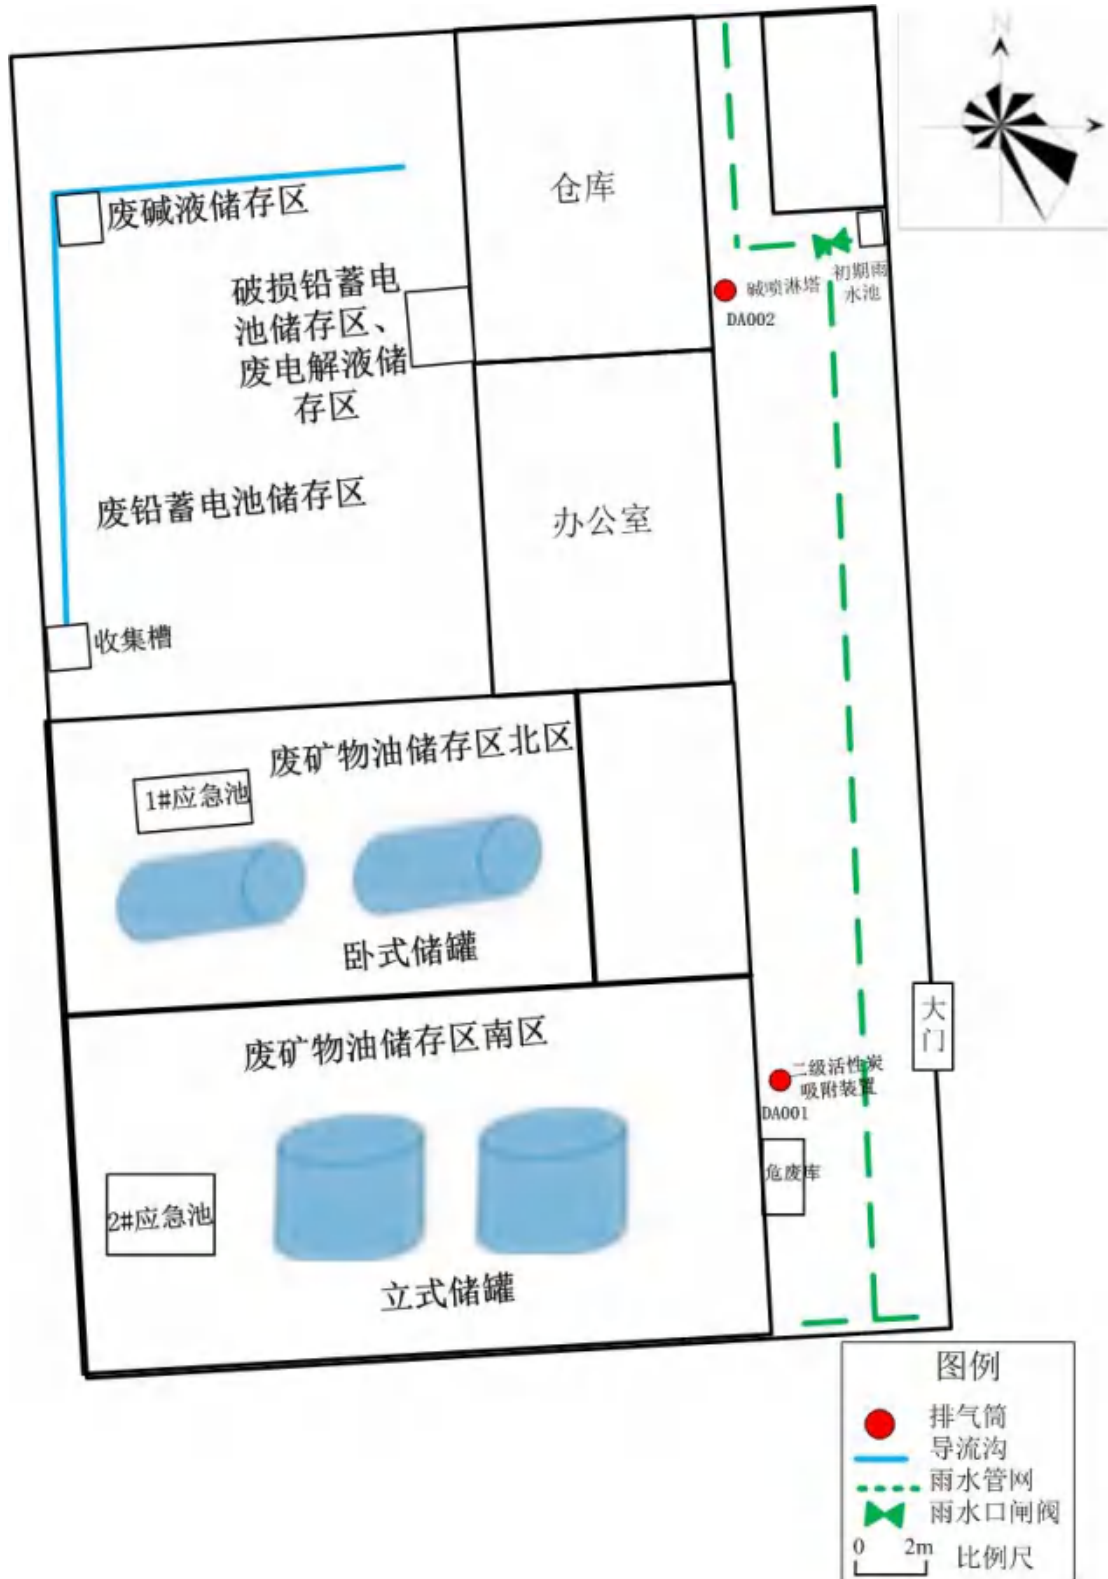 N
废碱液储存区
仓库
破损铅蓄电
池储存区、
废电解液储
存区
碱喷淋塔
初期雨
水池
DA002
废铅蓄电池储存区
办公室
收集槽
废矿物油储存区北区
1#应急池
卧式储罐
大
门
废矿物油储存区南区
二级活性炭
吸附装置
DA001
危废库
2#应急池
立式储罐
图例
排气筒
导流沟
雨水管网
雨水口闸阀
0 2m 比例尺